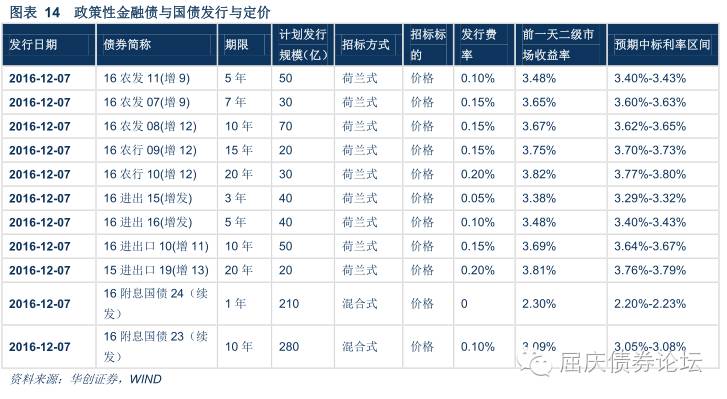 图表 14 政策性金融债与国债发行与定价
发行日期 债券简称 期限 计划发行规模(亿) 招标方式 招标标的 发行费率 前一天二级市场收益率 预期中标利率区间
2016-12-07 16 农发 11(增 9) 5 年 50 荷兰式 价格 0.10% 3.48% 3.40%-3.43%
2016-12-07 16 农发 07(增 9) 7 年 30 荷兰式 价格 0.15% 3.65% 3.60%-3.63%
2016-12-07 16 农发 08(增 12) 10 年 70 荷兰式 价格 0.15% 3.67% 3.62%-3.65%
2016-12-07 16 农行 09(增 12) 15 年 20 荷兰式 价格 0.15% 3.75% 3.70%-3.73%
2016-12-07 16 农行 10(增 12) 20 年 30 荷兰式 价格 0.20% 3.82% 3.77%-3.80%
2016-12-07 16 进出 15(增发) 3 年 40 荷兰式 价格 0.05% 3.38% 3.29%-3.32%
2016-12-07 16 进出 16(增发) 5 年 40 荷兰式 价格 0.10% 3.48% 3.40%-3.43%
2016-12-07 16 进出口 10(增 11) 10 年 50 荷兰式 价格 0.15% 3.69% 3.64%-3.67%
2016-12-07 15 进出口 19(增 13) 20 年 20 荷兰式 价格 0.20% 3.81% 3.76%-3.79%
2016-12-07 16 附息国债 24（续发） 1 年 210 混合式 价格 0 2.30% 2.20%-2.23%
2016-12-07 16 附息国债 23（续发） 10 年 280 混合式 价格 0.10% 3.09% 3.05%-3.08%
屈庆债券论坛
资料来源：华创证券，WIND